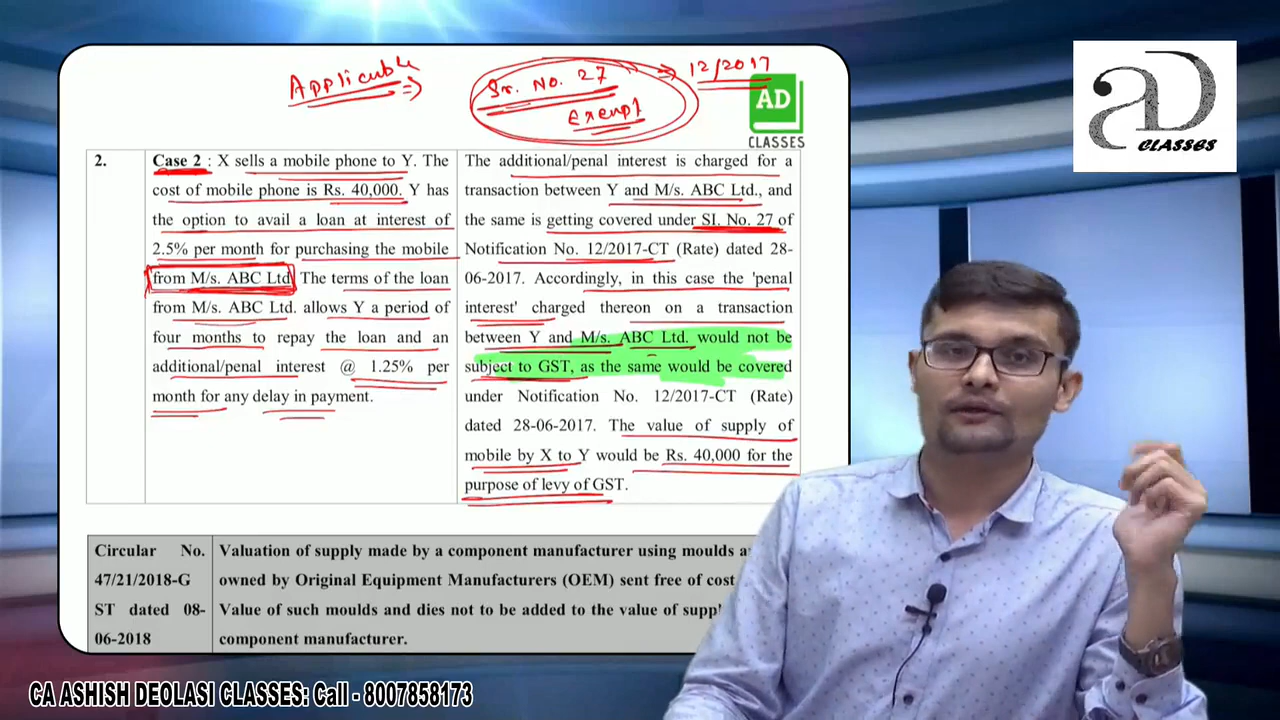 Applicable ⇒
Sr. No. 27
Exempt
12/2017
AD
CLASSES
aD
CLASSES
2.
Case 2 : X sells a mobile phone to Y. The
cost of mobile phone is Rs. 40,000. Y has
the option to avail a loan at interest of
2.5% per month for purchasing the mobile
from M/s. ABC Ltd. The terms of the loan
from M/s. ABC Ltd. allows Y a period of
four months to repay the loan and an
additional/penal interest @ 1.25% per
month for any delay in payment.
The additional/penal interest is charged for a
transaction between Y and M/s. ABC Ltd., and
the same is getting covered under SI. No. 27 of
Notification No. 12/2017-CT (Rate) dated 28-
06-2017. Accordingly, in this case the 'penal
interest' charged thereon on a transaction
between Y and M/s. ABC Ltd. would not be
subject to GST, as the same would be covered
under Notification No. 12/2017-CT (Rate)
dated 28-06-2017. The value of supply of
mobile by X to Y would be Rs. 40,000 for the
purpose of levy of GST.
Circular No.
47/21/2018-G
ST dated 08-
06-2018
Valuation of supply made by a component manufacturer using moulds
owned by Original Equipment Manufacturers (OEM) sent free of cost
Value of such moulds and dies not to be added to the value of
component manufacturer.
CA ASHISH DEOLASI CLASSES: Call - 8007858173